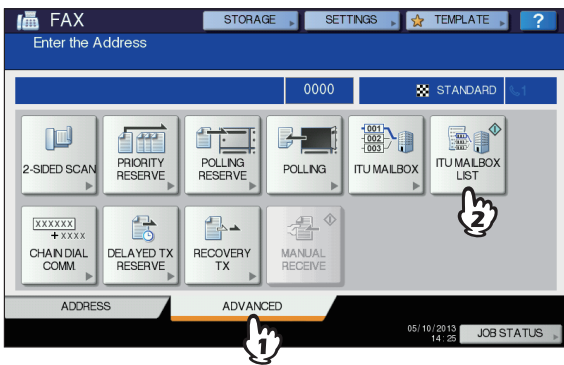 FAX
STORAGE
SETTINGS
TEMPLATE
?
Enter the Address
0000
STANDARD
1
2-SIDED SCAN
PRIORITY
RESERVE
POLLING
RESERVE
POLLING
001
002
003
ITU MAILBOX
ITU MAILBOX
LIST
2
XXXXXX
+ XXXX
CHAIN DIAL
COMM.
DELAYED TX
RESERVE
RECOVERY
TX
MANUAL
RECEIVE
ADDRESS
ADVANCED
1
05/10/2013
14:25
JOB STATUS